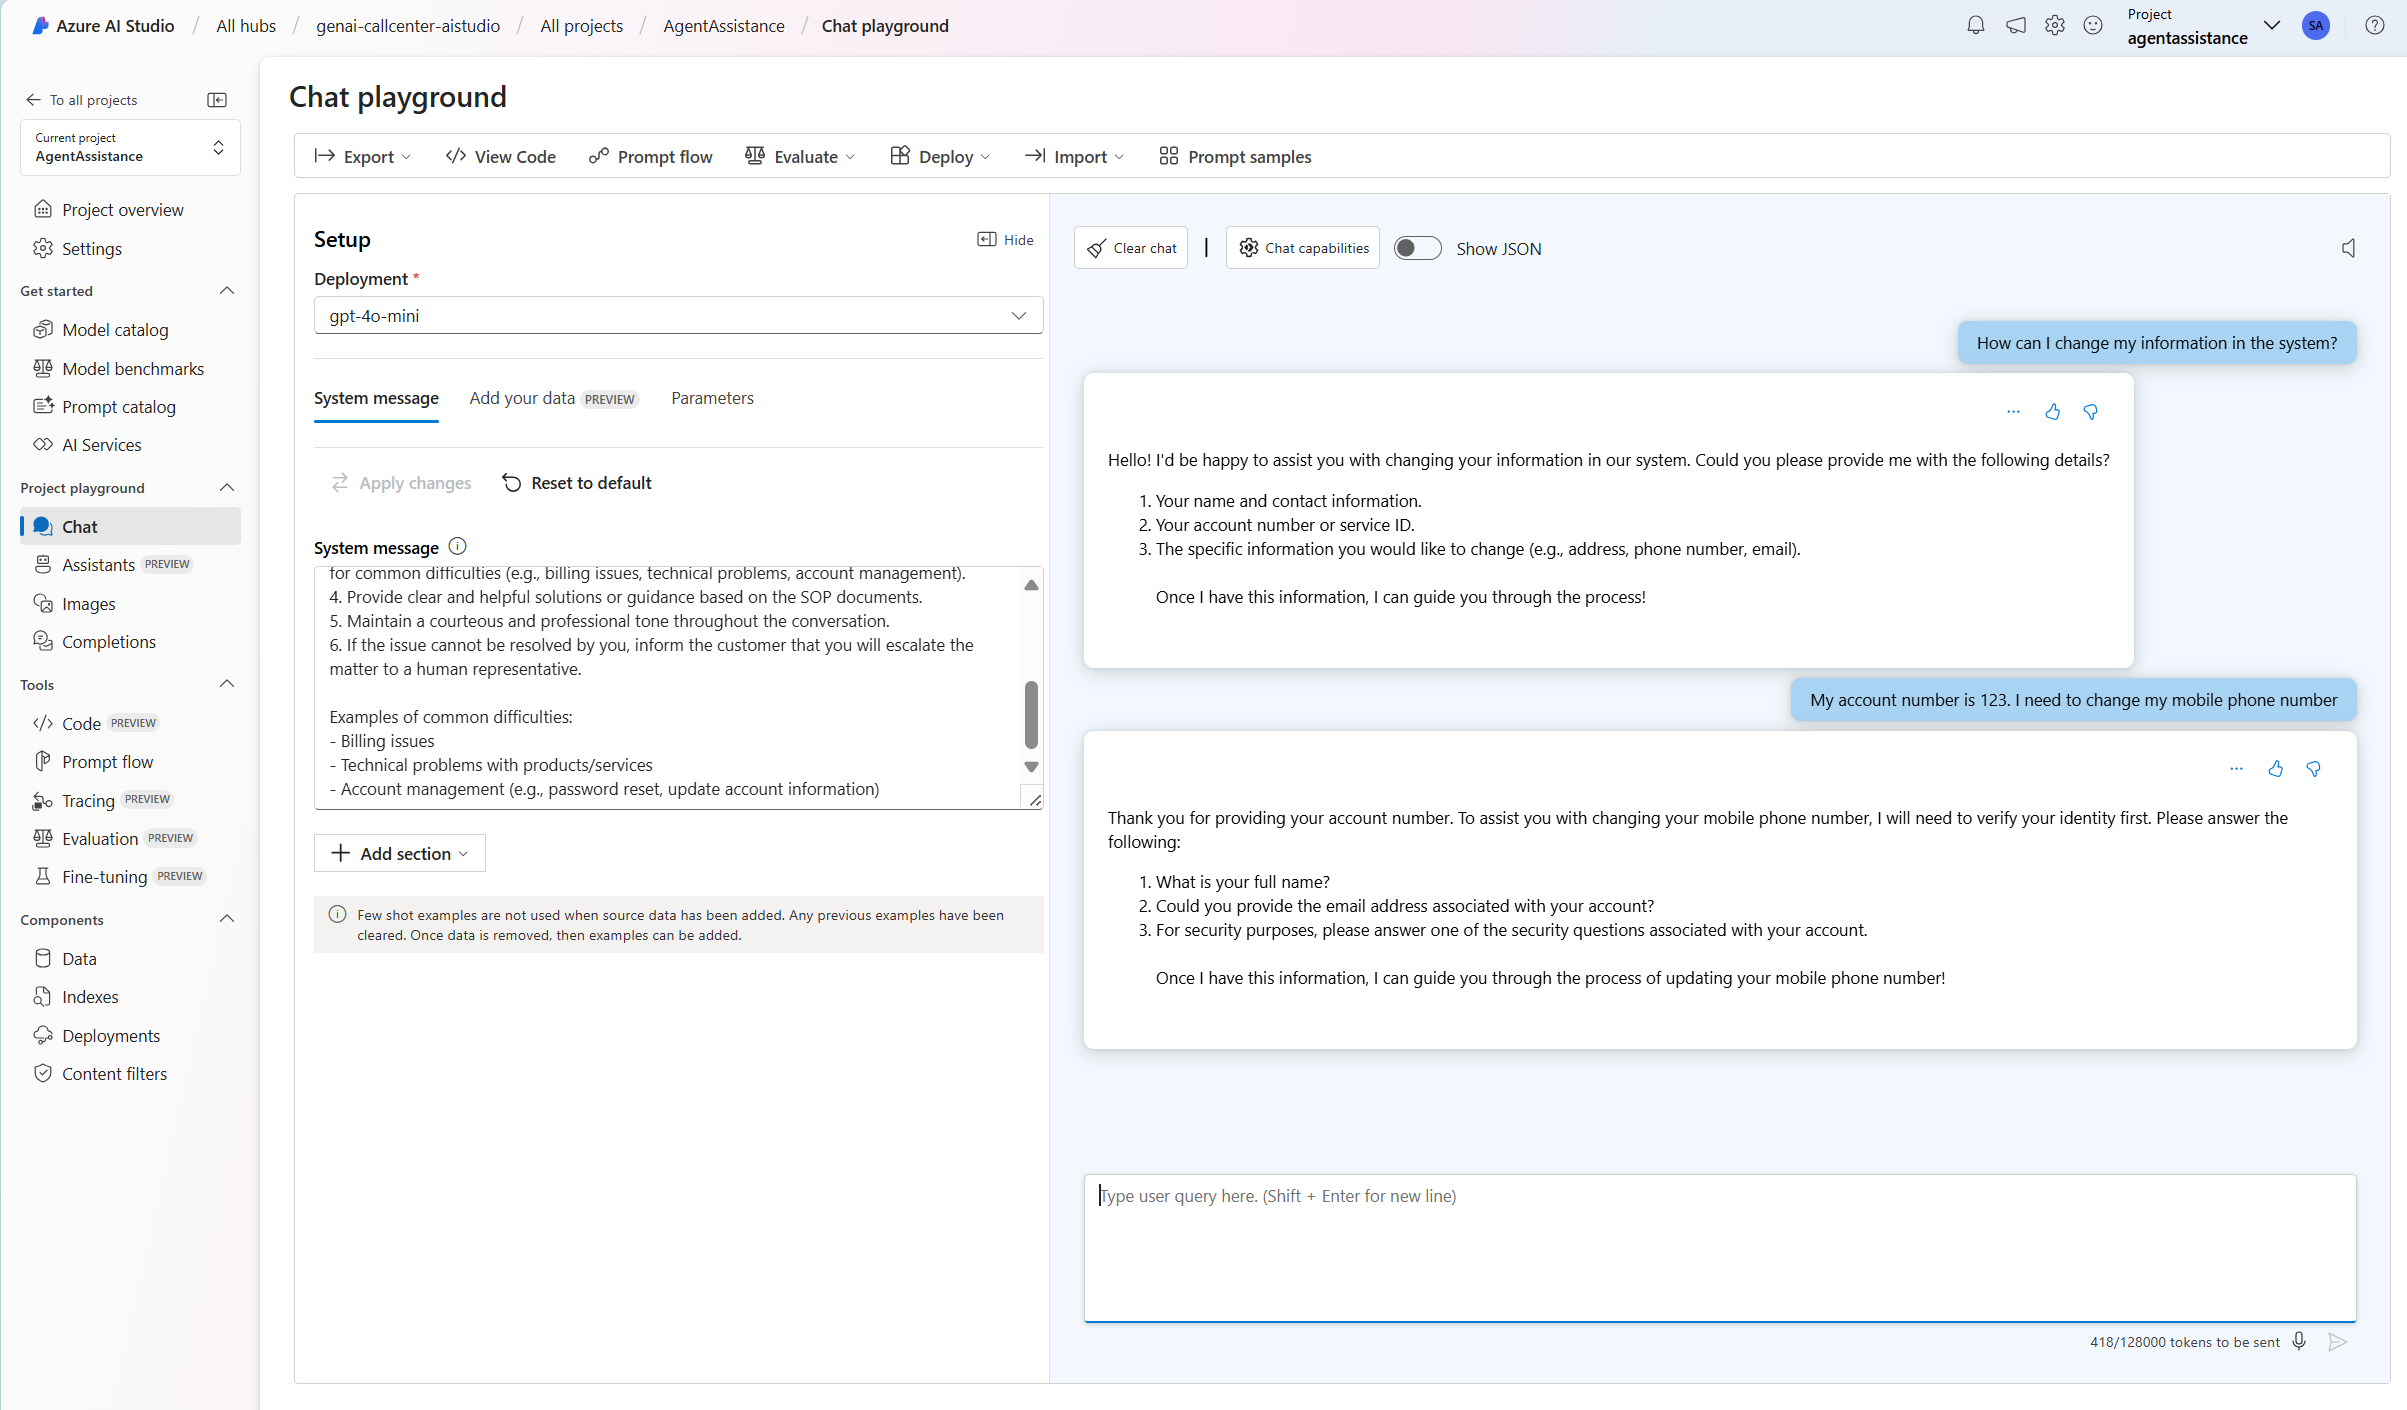 Azure AI Studio / All hubs / genai-callcenter-aistudio / All projects / AgentAssistance / Chat playground
Project
agentassistance
SA
To all projects
Current project
AgentAssistance
Project overview
Settings
Get started
Model catalog
Model benchmarks
Prompt catalog
AI Services
Project playground
Chat
Assistants PREVIEW
Images
Completions
Tools
Code PREVIEW
Prompt flow
Tracing PREVIEW
Evaluation PREVIEW
Fine-tuning PREVIEW
Components
Data
Indexes
Deployments
Content filters
Chat playground
Export View Code Prompt flow Evaluate Deploy Import Prompt samples
Setup
Hide
Deployment *
gpt-4o-mini
System message Add your data PREVIEW Parameters
Apply changes Reset to default
System message
for common difficulties (e.g., billing issues, technical problems, account management).
4. Provide clear and helpful solutions or guidance based on the SOP documents.
5. Maintain a courteous and professional tone throughout the conversation.
6. If the issue cannot be resolved by you, inform the customer that you will escalate the
matter to a human representative.
Examples of common difficulties:
- Billing issues
- Technical problems with products/services
- Account management (e.g., password reset, update account information)
Add section
Few shot examples are not used when source data has been added. Any previous examples have been
cleared. Once data is removed, then examples can be added.
Clear chat | Chat capabilities Show JSON
How can I change my information in the system?
Hello! I'd be happy to assist you with changing your information in our system. Could you please provide me with the following details?
1. Your name and contact information.
2. Your account number or service ID.
3. The specific information you would like to change (e.g., address, phone number, email).
Once I have this information, I can guide you through the process!
My account number is 123. I need to change my mobile phone number
Thank you for providing your account number. To assist you with changing your mobile phone number, I will need to verify your identity first. Please answer the
following:
1. What is your full name?
2. Could you provide the email address associated with your account?
3. For security purposes, please answer one of the security questions associated with your account.
Once I have this information, I can guide you through the process of updating your mobile phone number!
Type user query here. (Shift + Enter for new line)
418/128000 tokens to be sent